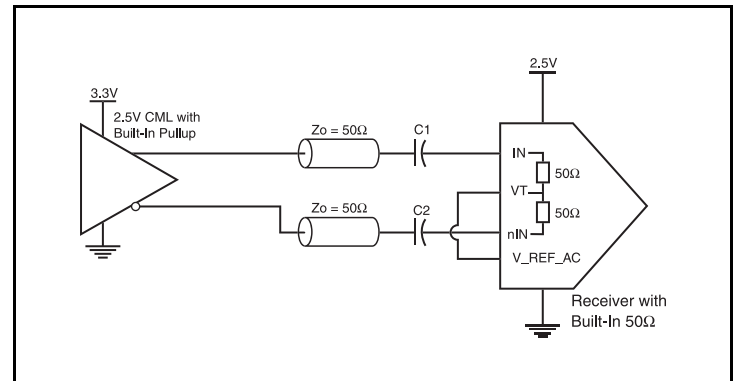 3.3V
2.5V CML with
Built-In Pullup
Zo = 50Ω
C1
Zo = 50Ω
C2
2.5V
IN
50Ω
VT
50Ω
nIN
V_REF_AC
Receiver with
Built-In 50Ω